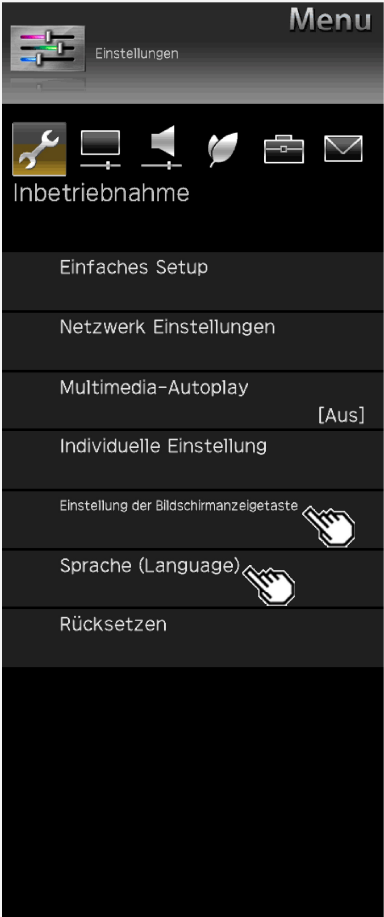 Menu
Einstellungen
Inbetriebnahme
Einfaches Setup
Netzwerk Einstellungen
Multimedia-Autoplay
[Aus]
Individuelle Einstellung
Einstellung der Bildschirmanzeigetaste
Sprache (Language)
Rücksetzen